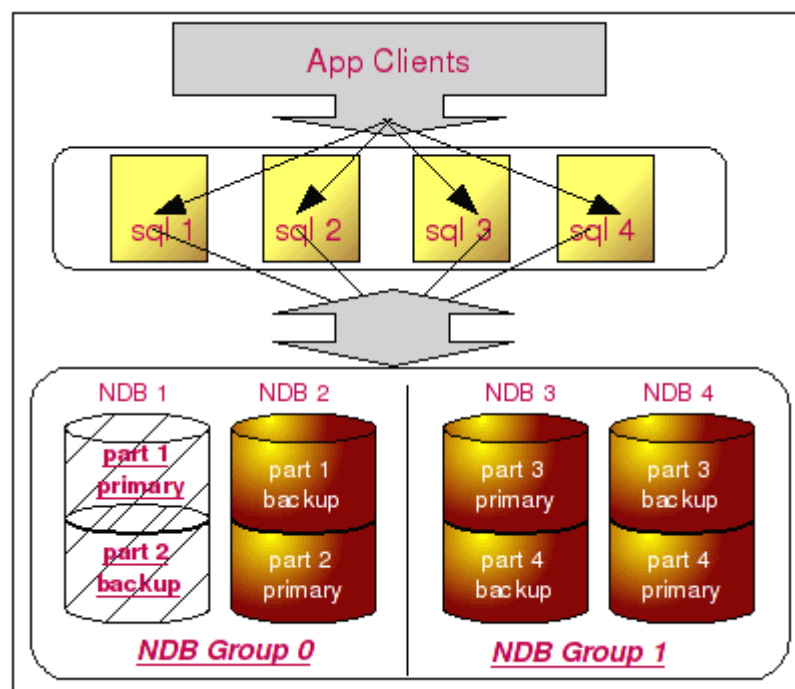 App Clients
sql 1
sql 2
sql 3
sql 4
NDB 1
NDB 2
NDB 3
NDB 4
part 1
primary
part 2
backup
part 1
backup
part 2
primary
part 3
primary
part 4
backup
part 3
backup
part 4
primary
NDB Group 0
NDB Group 1